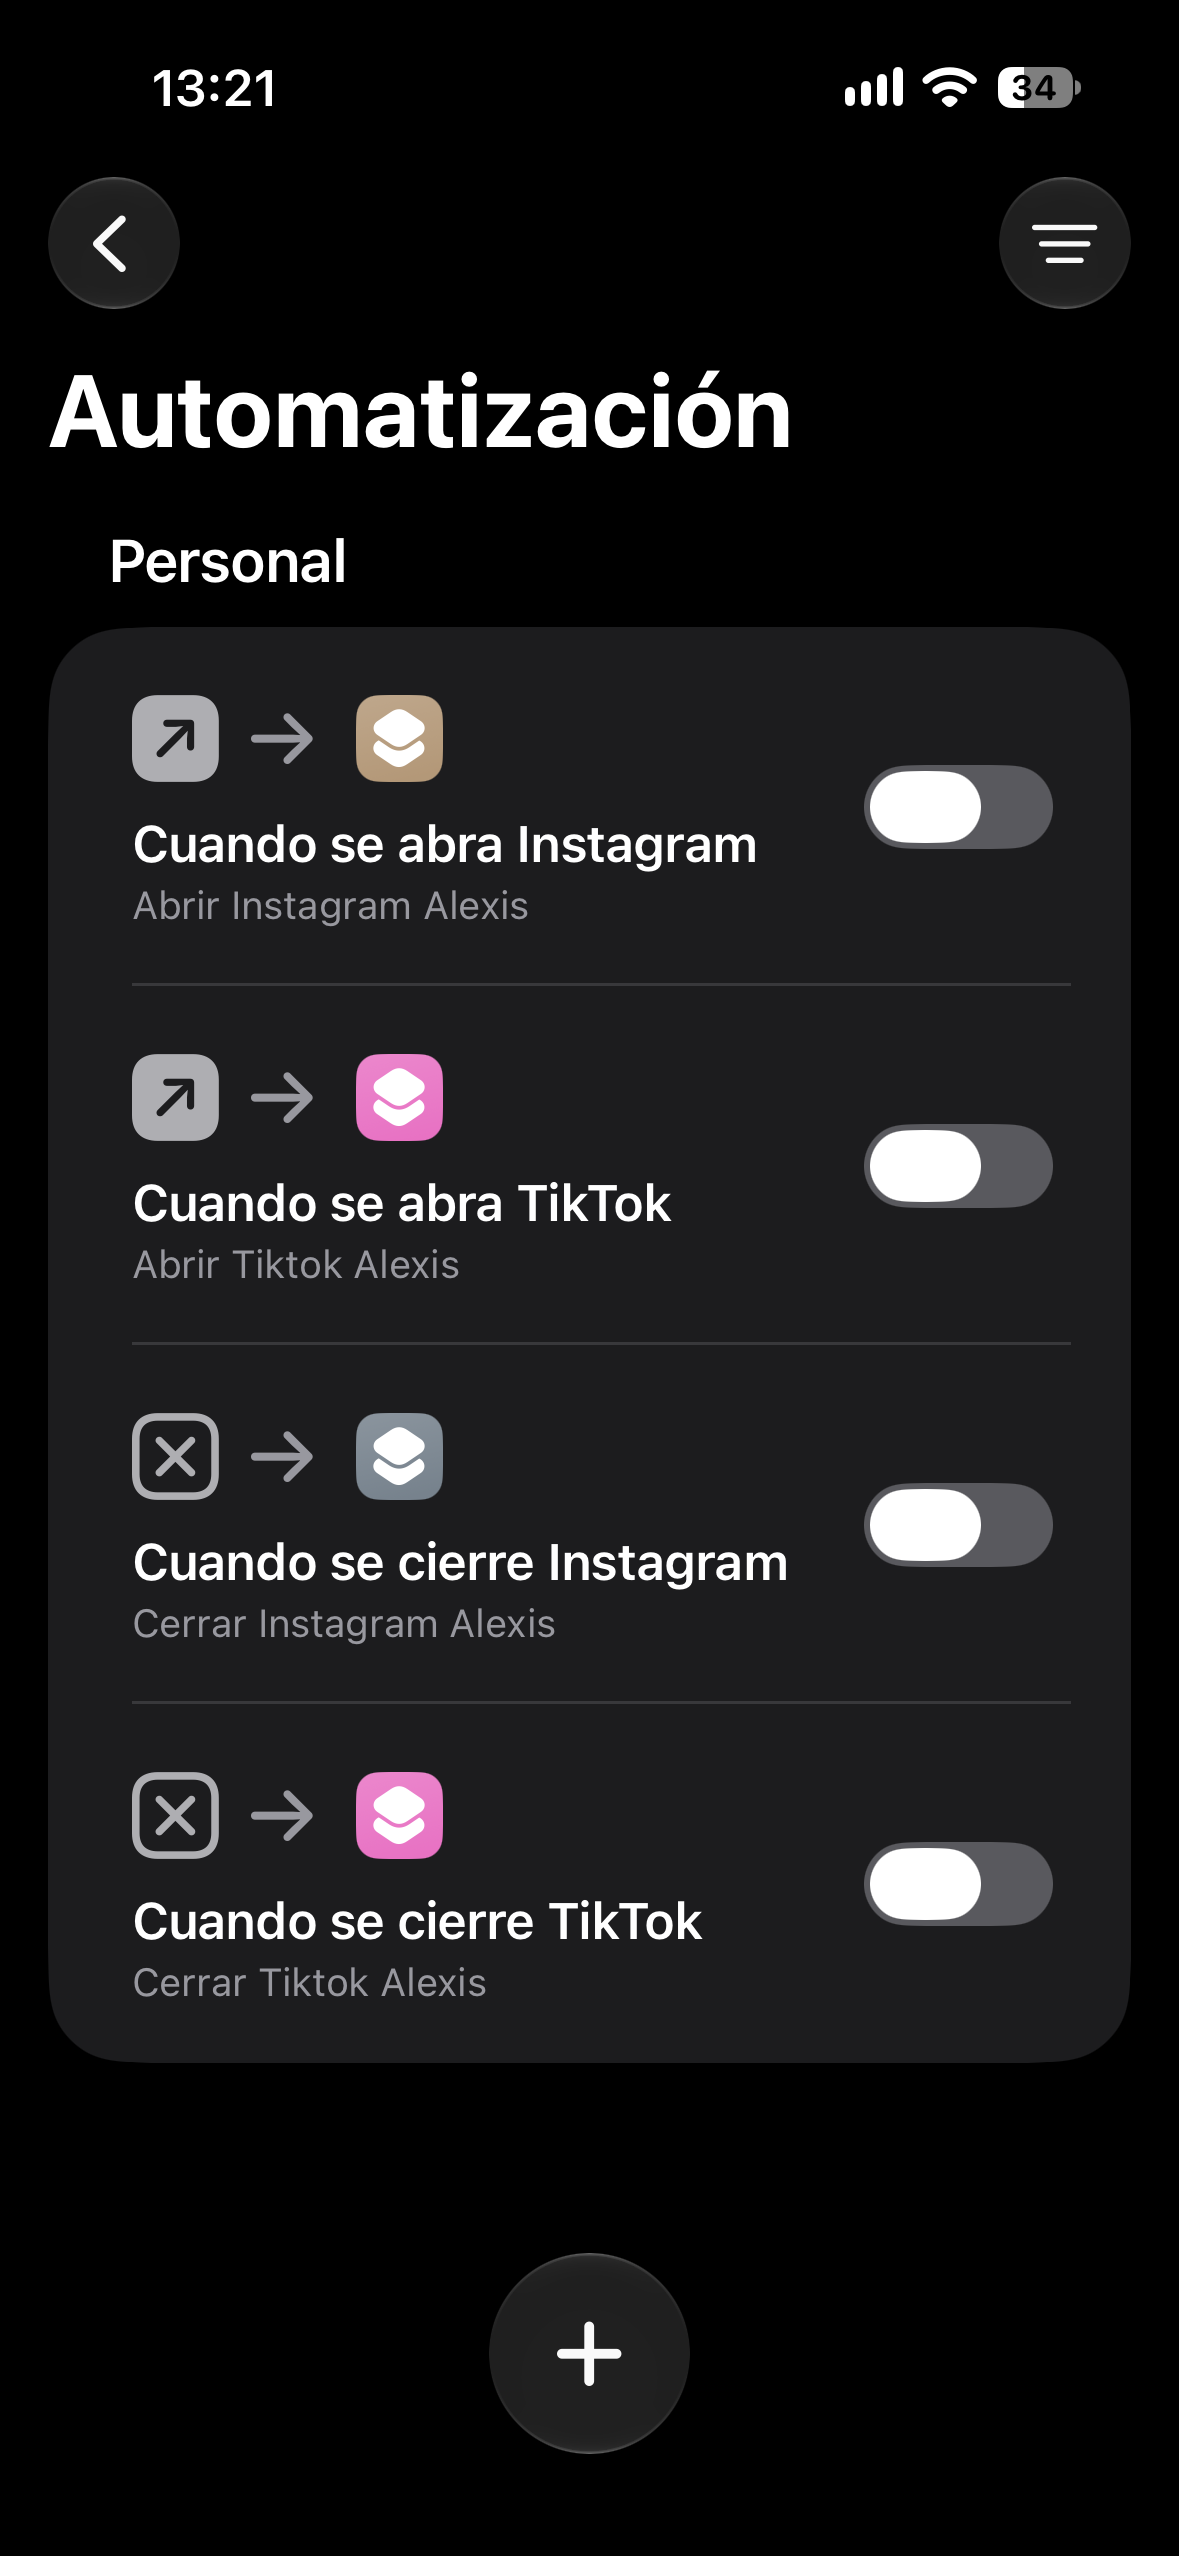 13:21
34
Automatización
Personal
Cuando se abra Instagram
Abrir Instagram Alexis
Cuando se abra TikTok
Abrir Tiktok Alexis
Cuando se cierre Instagram
Cerrar Instagram Alexis
Cuando se cierre TikTok
Cerrar Tiktok Alexis